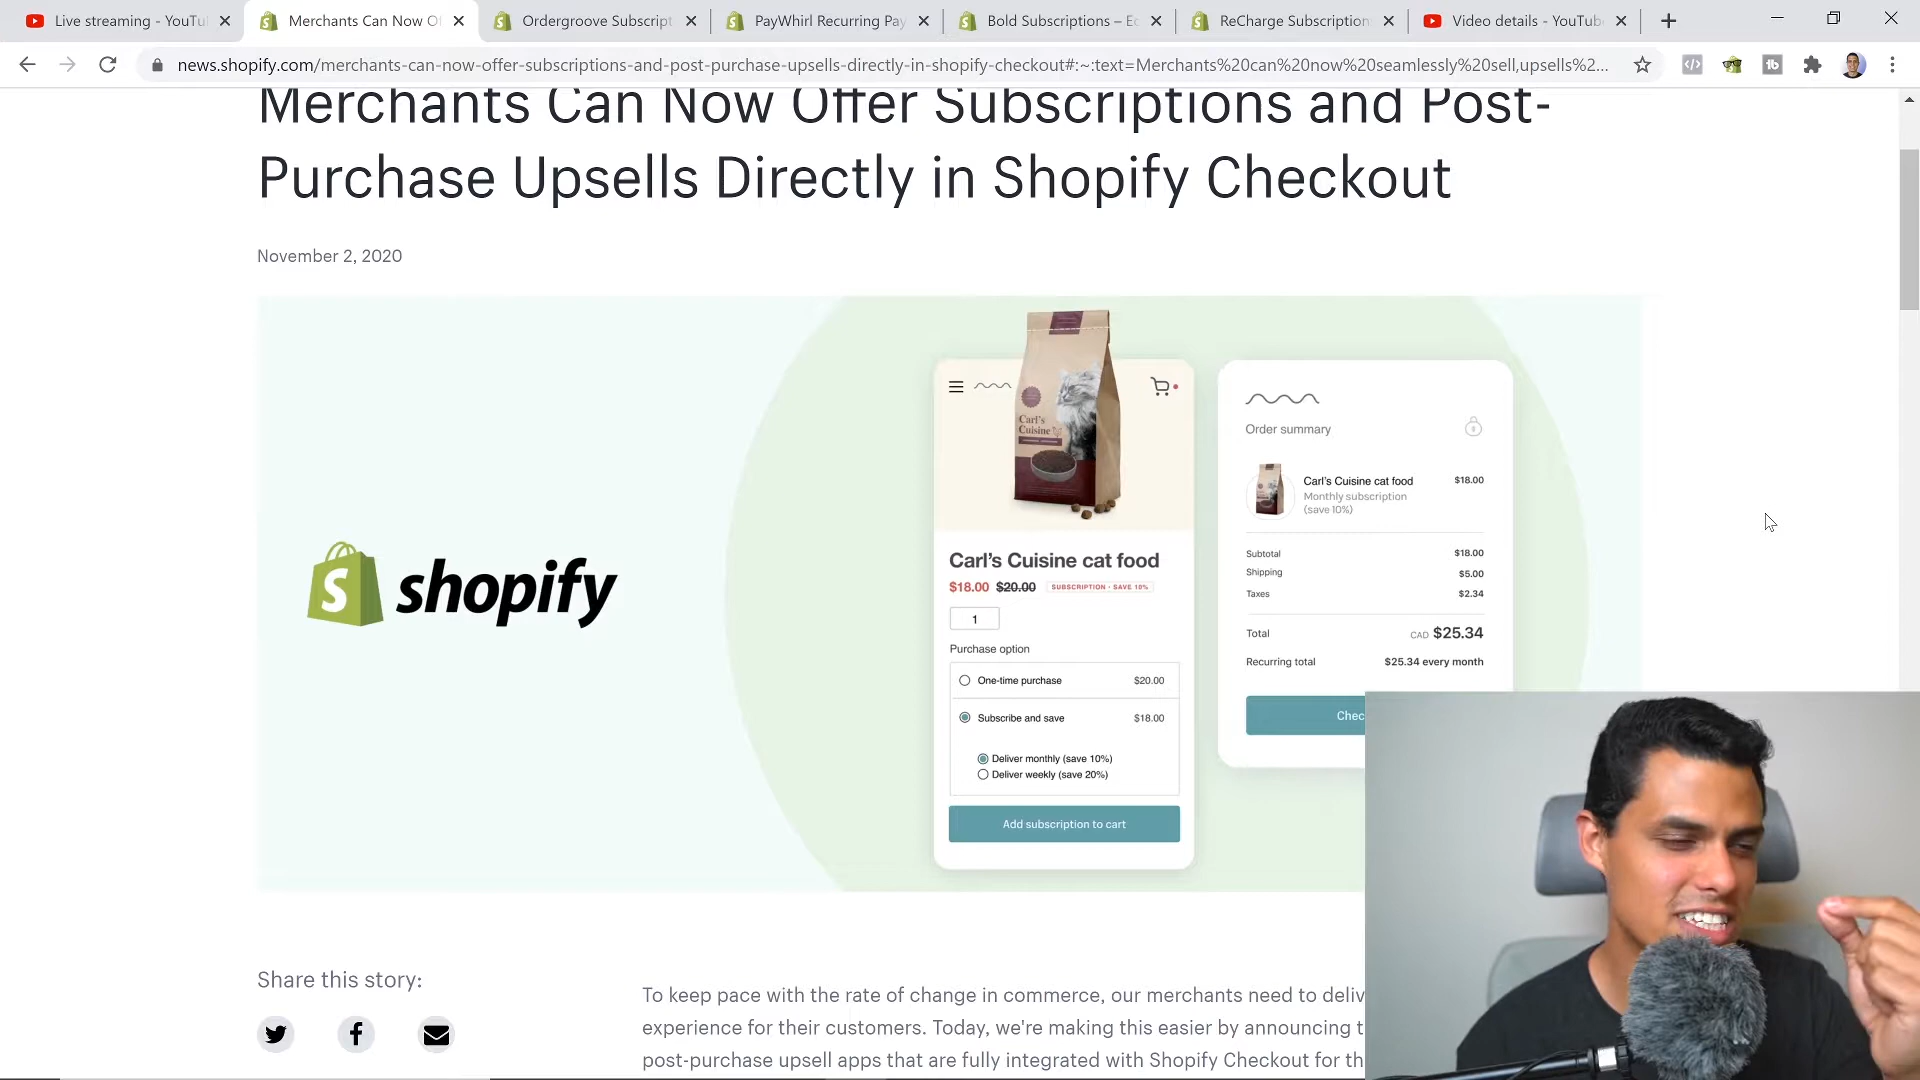 Live streaming - YouTu
Merchants Can Now O
Ordergroove Subscript
PayWhirl Recurring Pay
Bold Subscriptions – Ec
ReCharge Subscription
Video details - YouTube
news.shopify.com/merchants-can-now-offer-subscriptions-and-post-purchase-upsells-directly-in-shopify-checkout#:~:text=Merchants%20can%20now%20seamlessly%20sell,upsells%2...
Merchants Can Now Offer Subscriptions and Post-
Purchase Upsells Directly in Shopify Checkout
November 2, 2020
shopify
Carl's
Cuisine
Carl's Cuisine cat food
$18.00 $20.00 SUBSCRIPTION · SAVE 10%
1
Purchase option
One-time purchase $20.00
Subscribe and save $18.00
Deliver monthly (save 10%)
Deliver weekly (save 20%)
Add subscription to cart
Order summary
Carl's Cuisine cat food $18.00
Monthly subscription
(save 10%)
Subtotal $18.00
Shipping $5.00
Taxes $2.34
Total CAD $25.34
Recurring total $25.34 every month
Chec
Share this story:
To keep pace with the rate of change in commerce, our merchants need to deliv
experience for their customers. Today, we're making this easier by announcing t
post-purchase upsell apps that are fully integrated with Shopify Checkout for th